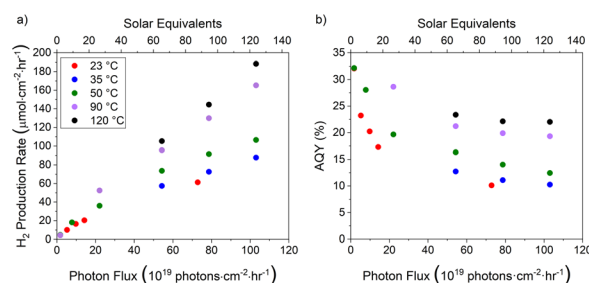 a)
Solar Equivalents
0 20 40 60 80 100 120 140
H2 Production Rate (μmol·cm-2·hr-1)
200
180
160
140
120
100
80
60
40
20
0
23 °C
35 °C
50 °C
90 °C
120 °C
0 20 40 60 80 100 120
Photon Flux (10^19 photons·cm-2·hr-1)
b)
Solar Equivalents
0 20 40 60 80 100 120 140
AQY (%)
35
30
25
20
15
10
5
0
0 20 40 60 80 100 120
Photon Flux (10^19 photons·cm-2·hr-1)